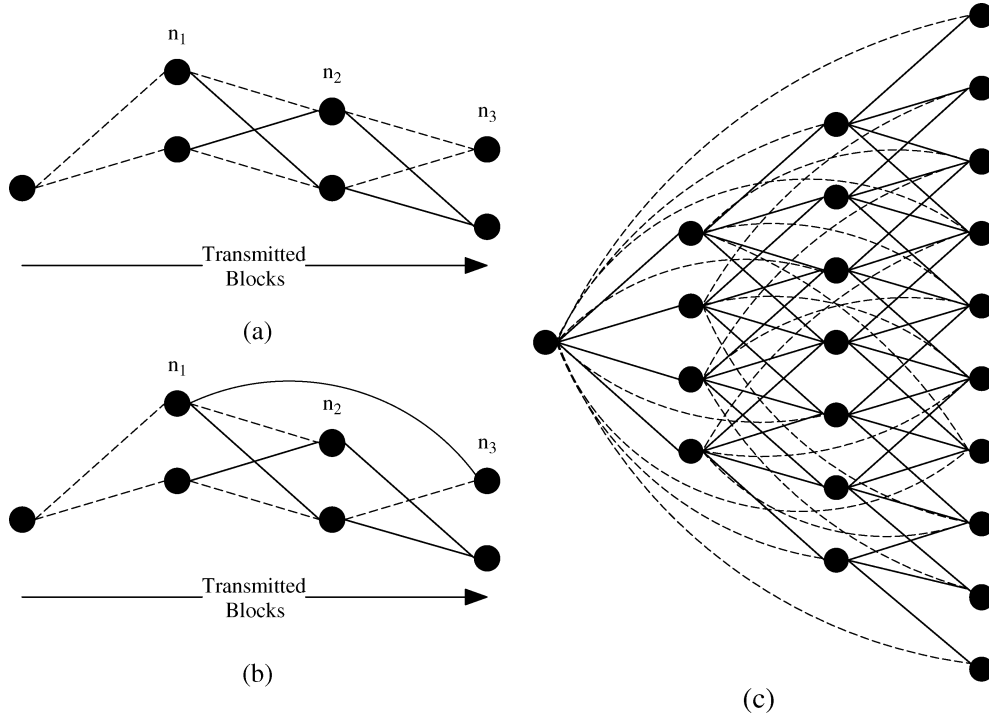 n1
n2
n3
Transmitted
Blocks
(a)
n1
n2
n3
Transmitted
Blocks
(b)
(c)